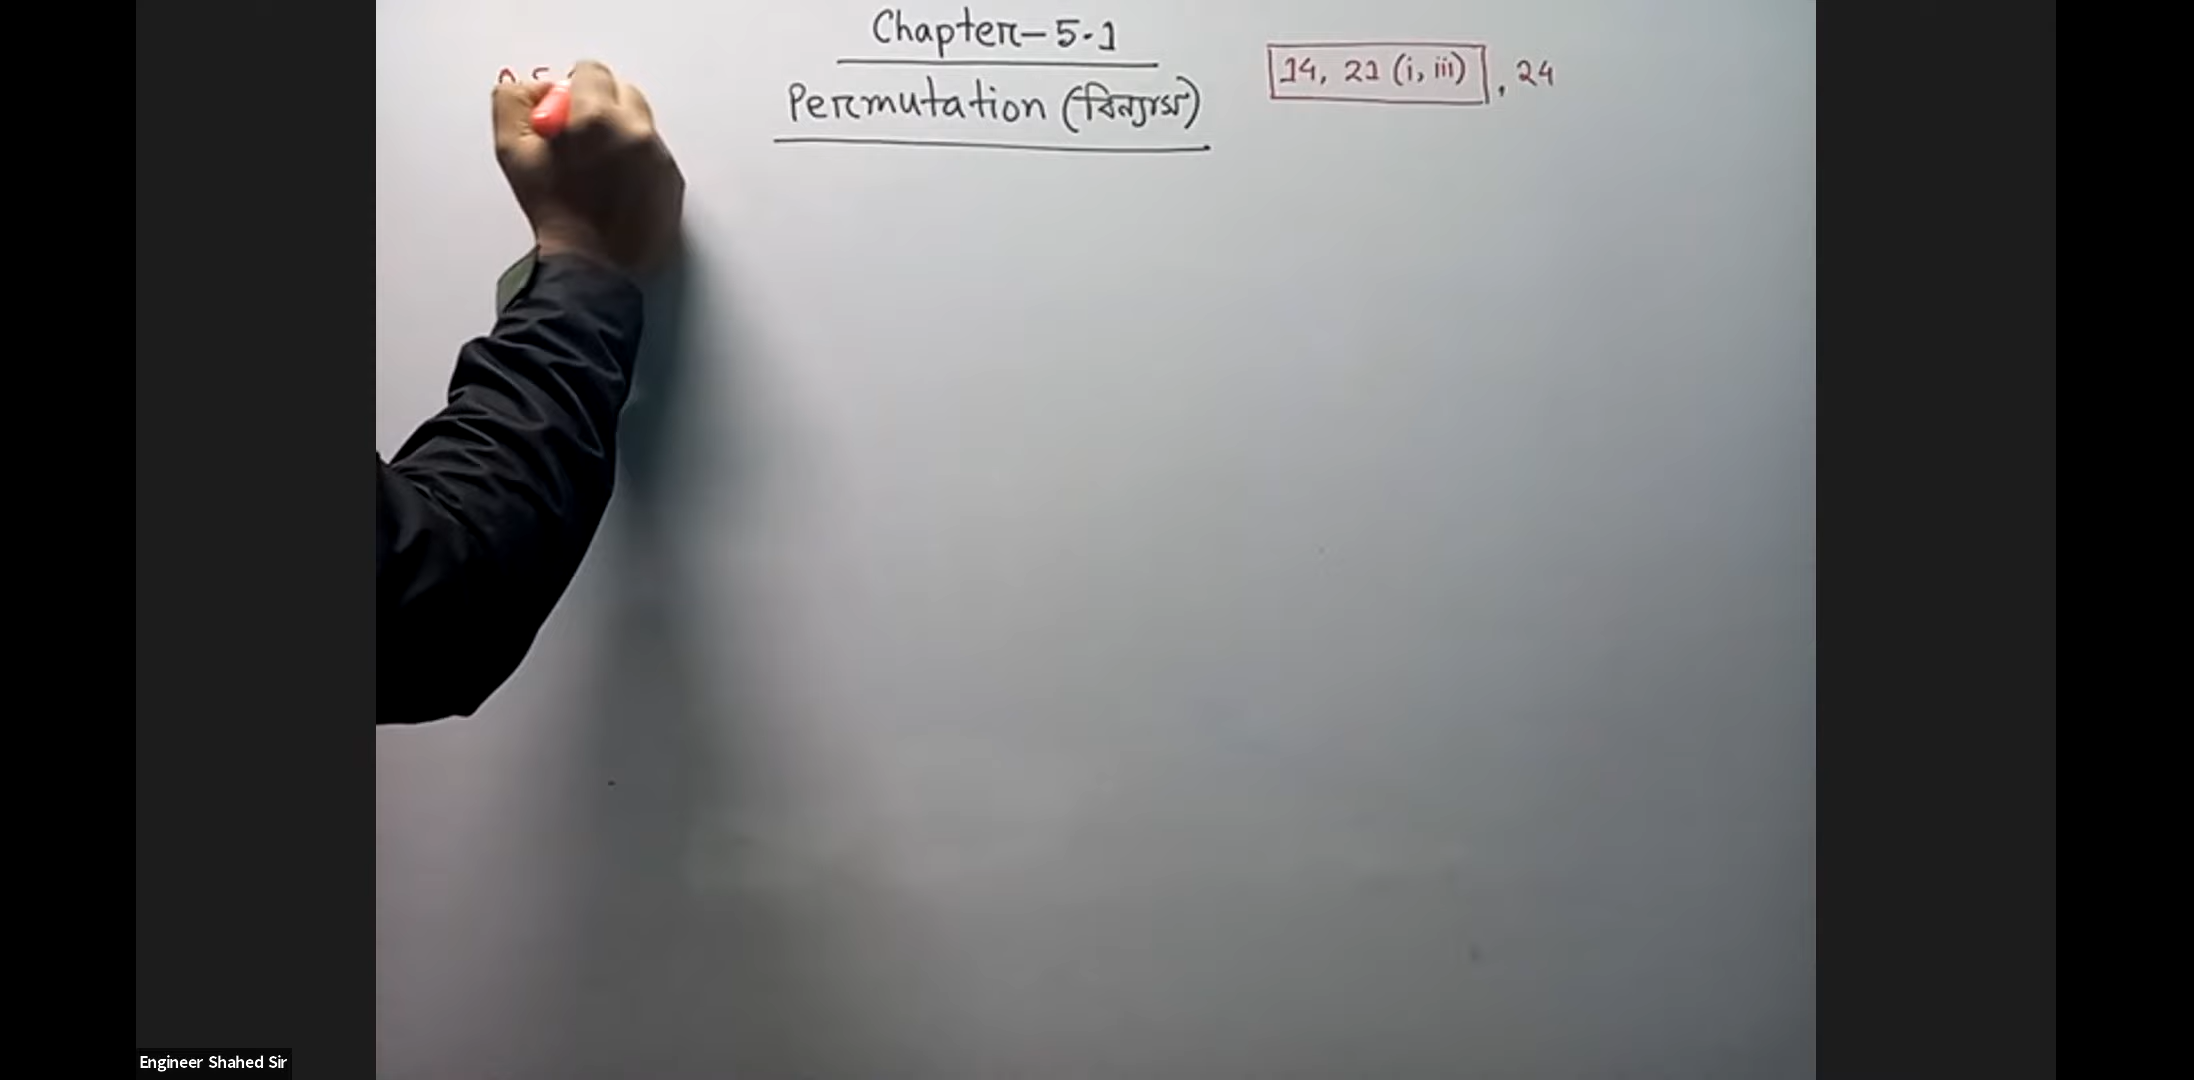 Chapter-5.1
Permutation (বিন্যাস)
14, 21 (i, iii), 24
Engineer Shahed Sir